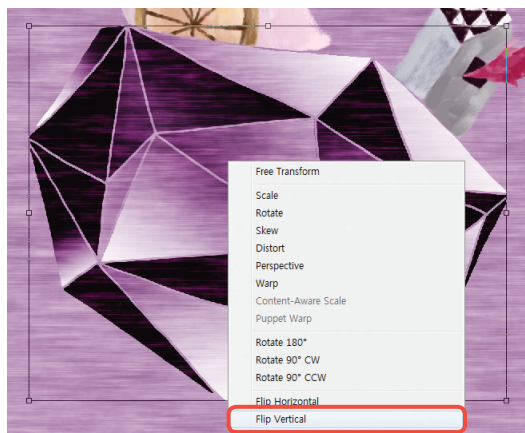 Free Transform
Scale
Rotate
Skew
Distort
Perspective
Warp
Content-Aware Scale
Puppet Warp
Rotate 180°
Rotate 90° CW
Rotate 90° CCW
Flip Horizontal
Flip Vertical